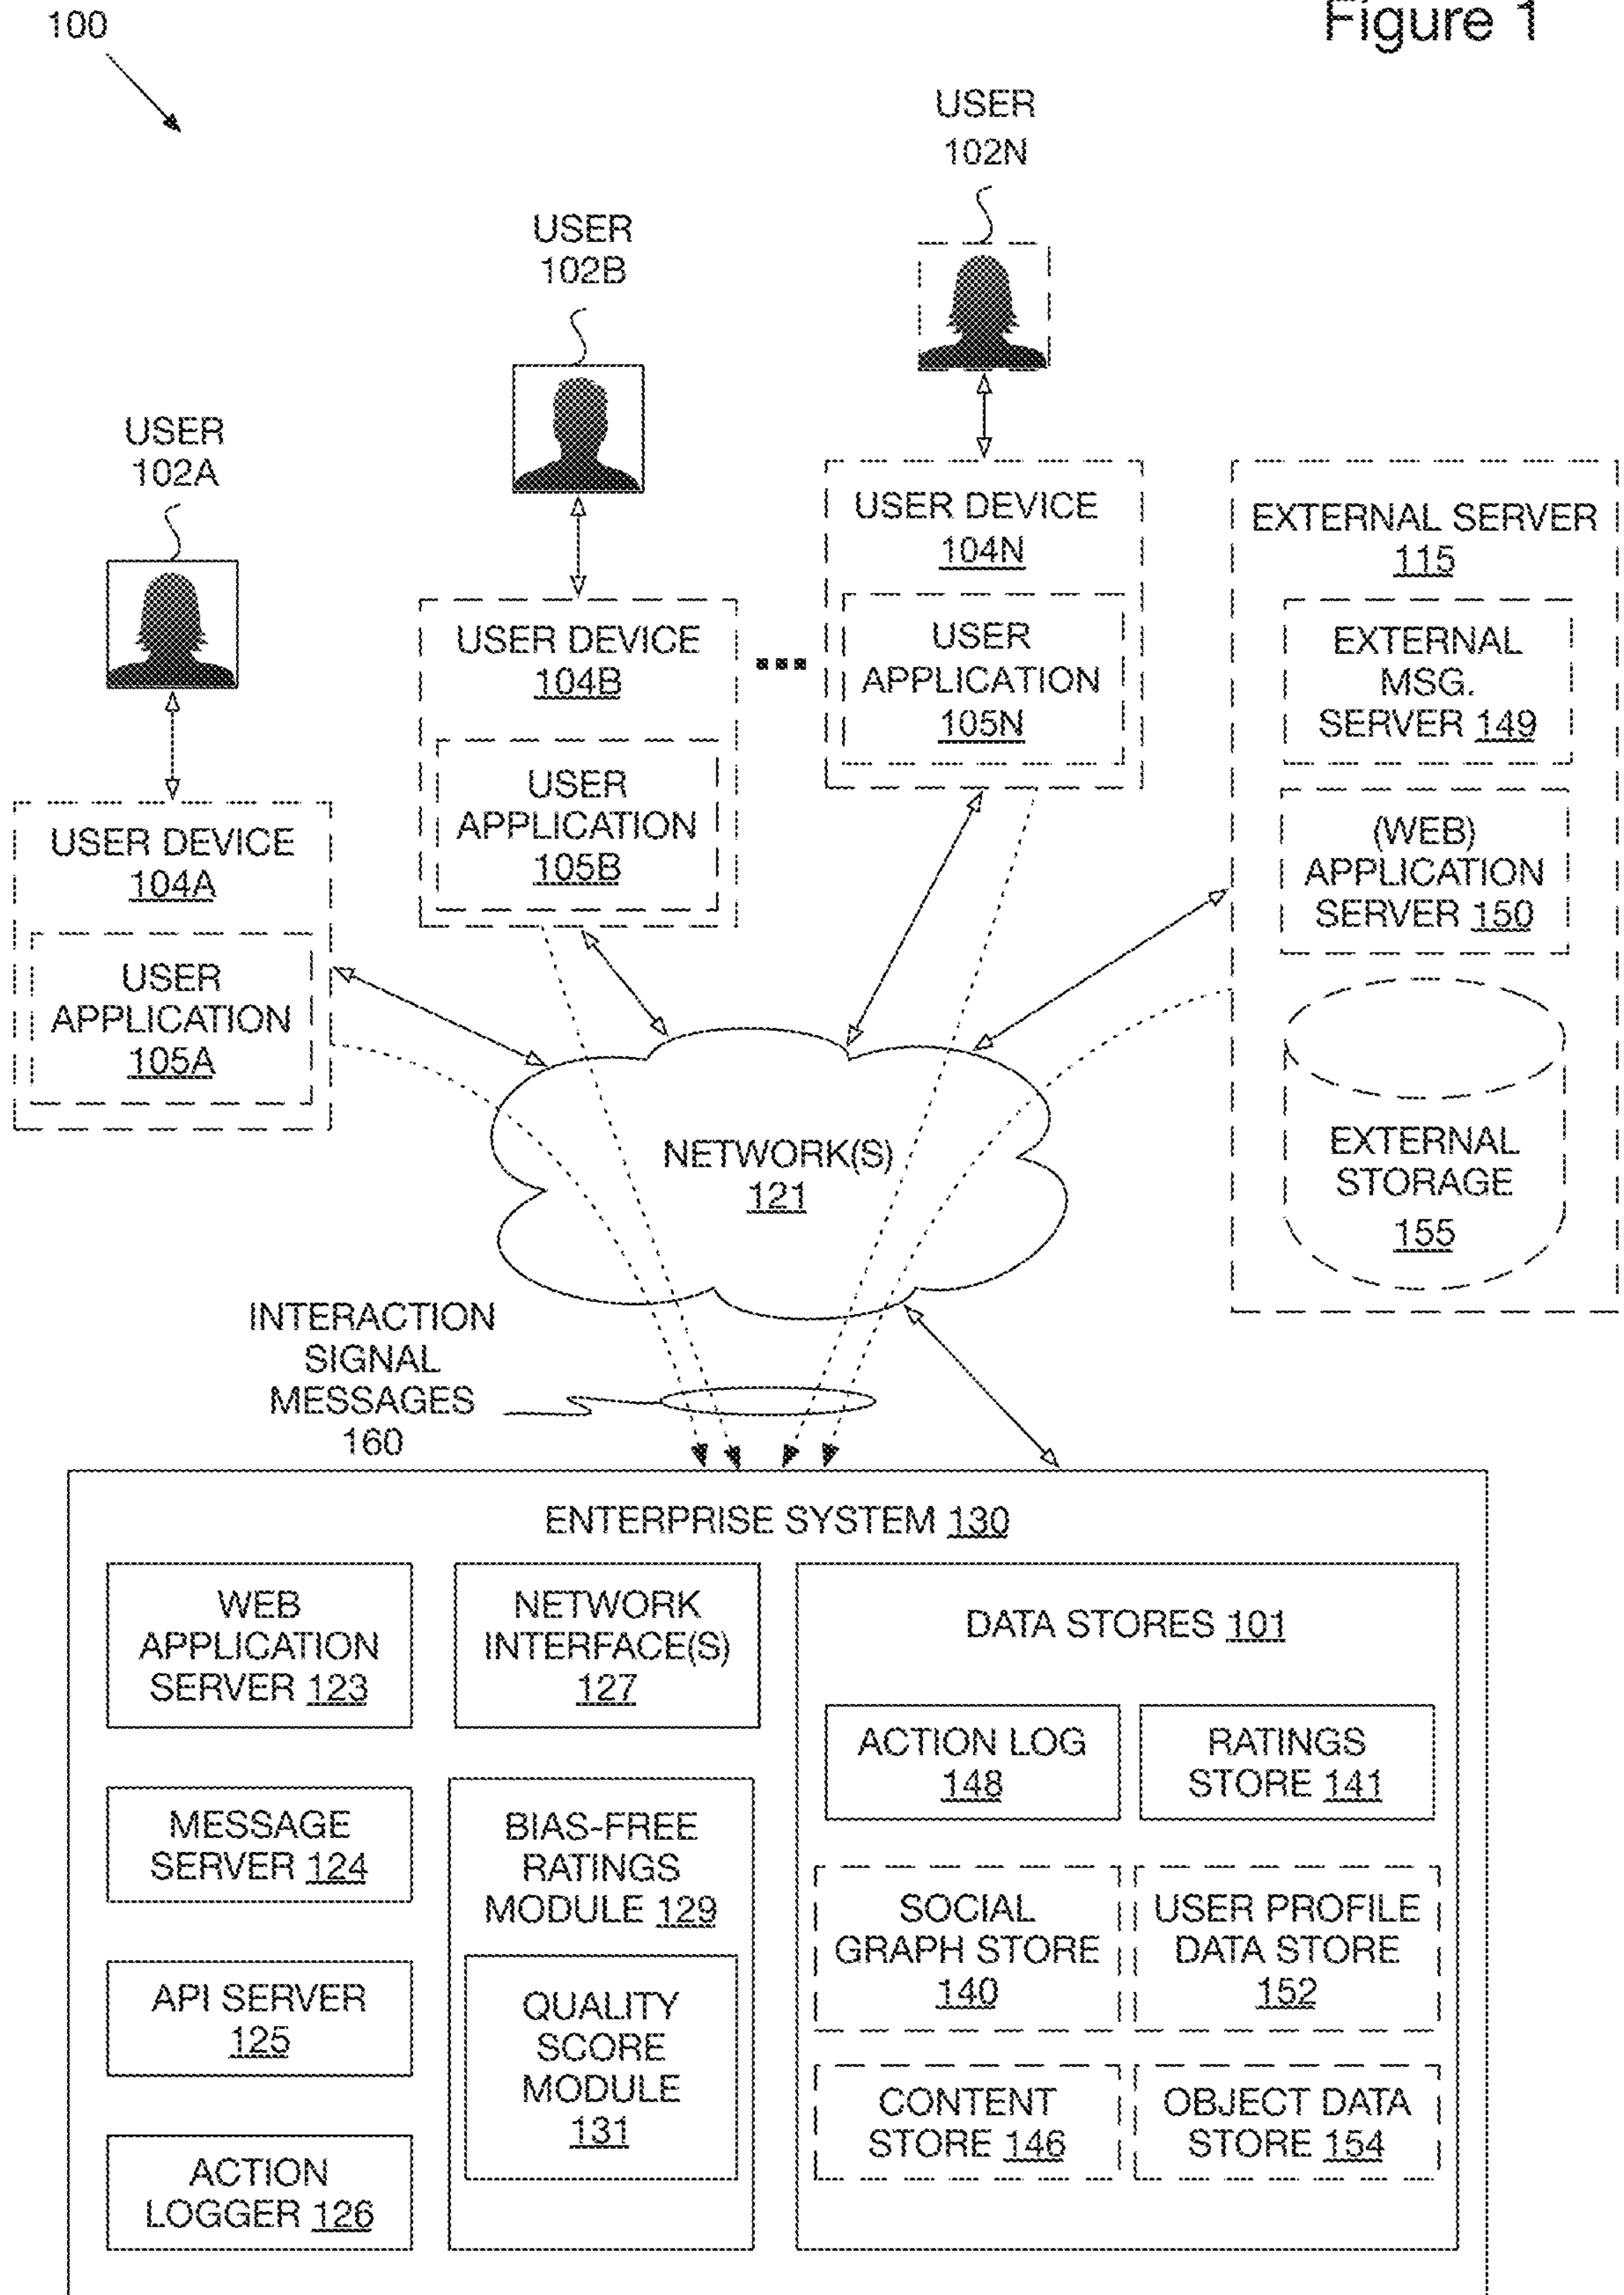 100
Figure 1
USER
102N
USER
102B
USER
102A
USER DEVICE
104N
USER
APPLICATION
105N
EXTERNAL SERVER
115
EXTERNAL
MSG.
SERVER 149
(WEB)
APPLICATION
SERVER 150
EXTERNAL
STORAGE
155
USER DEVICE
104B
USER
APPLICATION
105B
USER DEVICE
104A
USER
APPLICATION
105A
NETWORK(S)
121
INTERACTION
SIGNAL
MESSAGES
160
ENTERPRISE SYSTEM 130
WEB
APPLICATION
SERVER 123
MESSAGE
SERVER 124
API SERVER
125
ACTION
LOGGER 126
NETWORK
INTERFACE(S)
127
BIAS-FREE
RATINGS
MODULE 129
QUALITY
SCORE
MODULE
131
DATA STORES 101
ACTION LOG
148
RATINGS
STORE 141
SOCIAL
GRAPH STORE
140
USER PROFILE
DATA STORE
152
CONTENT
STORE 146
OBJECT DATA
STORE 154